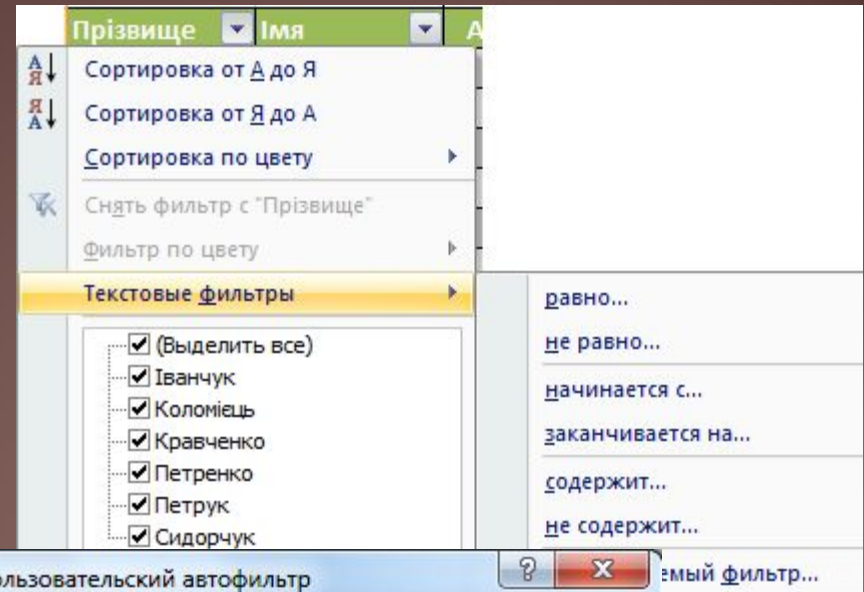 Прізвище Імя А
Сортировка от А до Я
Сортировка от Я до А
Сортировка по цвету
Снять фильтр с "Прізвище"
Фильтр по цвету
Текстовые фильтры
(Выделить все)
Іванчук
Коломієць
Кравченко
Петренко
Петрук
Сидорчук
равно...
не равно...
начинается с...
заканчивается на...
содержит...
не содержит...
емый фильтр...
ользовательский автофильтр